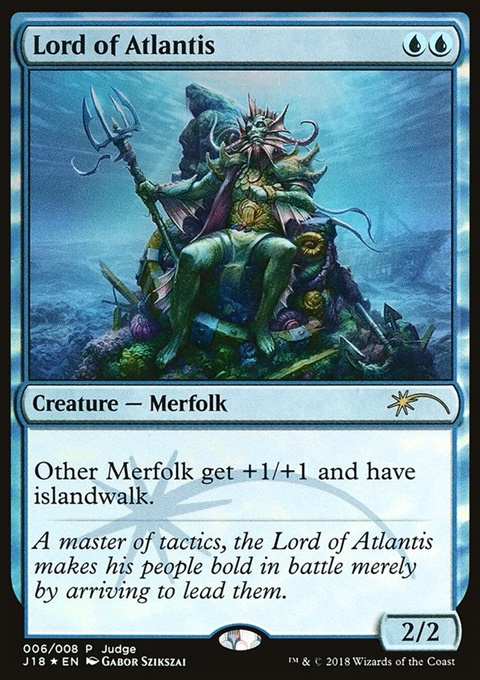 Lord of Atlantis
Creature — Merfolk
Other Merfolk get +1/+1 and have
islandwalk.
A master of tactics, the Lord of Atlantis
makes his people bold in battle merely
by arriving to lead them.
2/2
006/008 P Judge
J18 ★ EN Gabor Szikszai
™ & © 2018 Wizards of the Coast